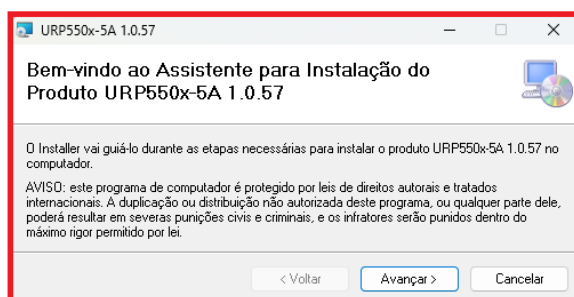 URP550x-5A 1.0.57
Bem-vindo ao Assistente para Instalação do
Produto URP550x-5A 1.0.57
O Installer vai guiá-lo durante as etapas necessárias para instalar o produto URP550x-5A 1.0.57 no
computador.
AVISO: este programa de computador é protegido por leis de direitos autorais e tratados
internacionais. A duplicação ou distribuição não autorizada deste programa, ou qualquer parte dele,
poderá resultar em severas punições civis e criminais, e os infratores serão punidos dentro do
máximo rigor permitido por lei.
< Voltar Avançar > Cancelar